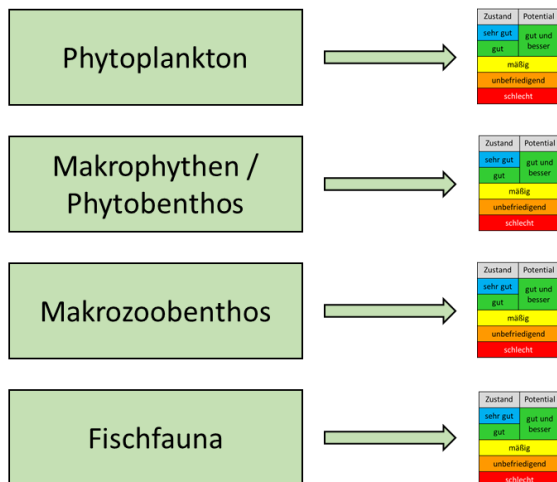 Phytoplankton
Zustand Potential
sehr gut
gut und
besser
gut
mäßig
unbefriedigend
schlecht
Makrophythen /
Phytobenthos
Zustand Potential
sehr gut
gut und
besser
gut
mäßig
unbefriedigend
schlecht
Makrozoobenthos
Zustand Potential
sehr gut
gut und
besser
gut
mäßig
unbefriedigend
schlecht
Fischfauna
Zustand Potential
sehr gut
gut und
besser
gut
mäßig
unbefriedigend
schlecht